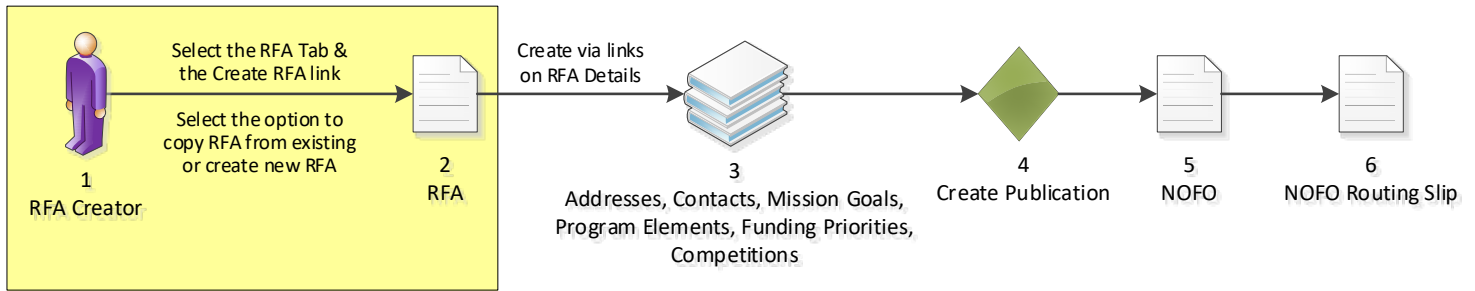 Select the RFA Tab &
the Create RFA link
Select the option to
copy RFA from existing
or create new RFA
1
RFA Creator
2
RFA
Create via links
on RFA Details
3
Addresses, Contacts, Mission Goals,
Program Elements, Funding Priorities,
Competitions
4
Create Publication
5
NOFO
6
NOFO Routing Slip